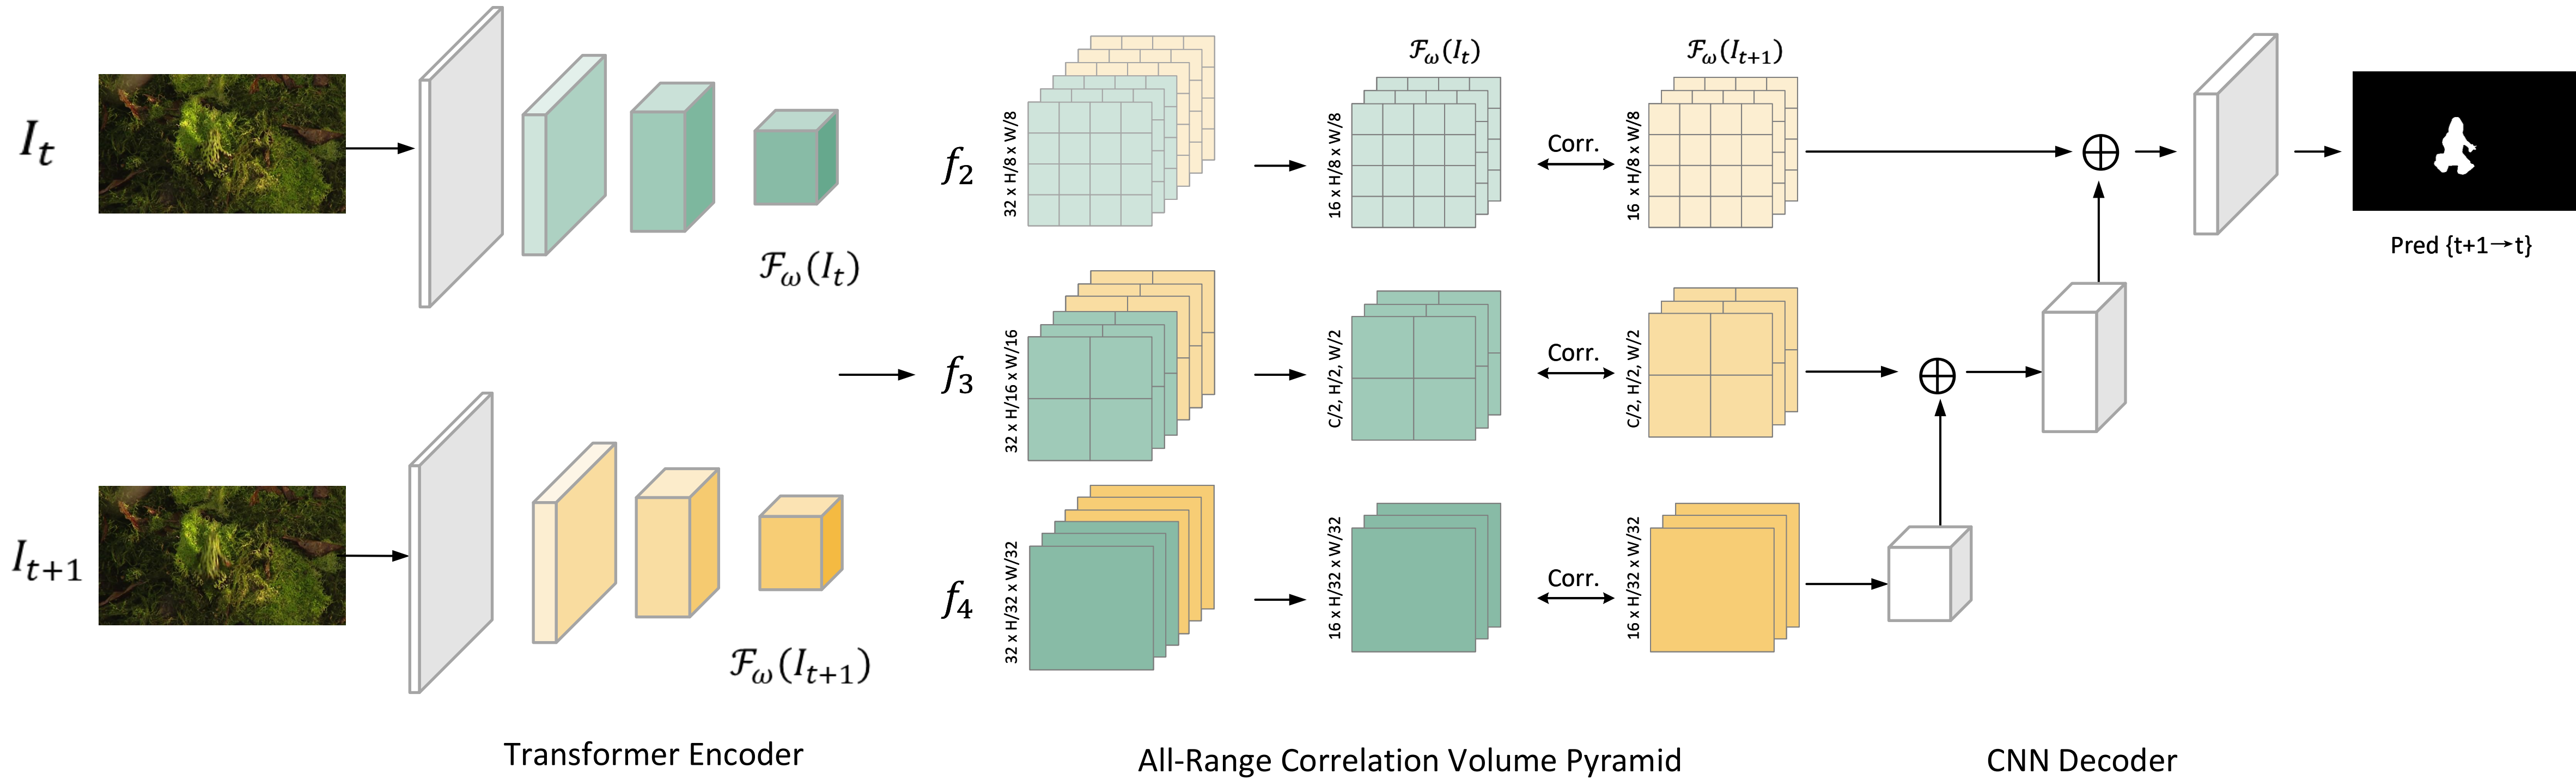 I_t
F_ω(I_t)
I_{t+1}
F_ω(I_{t+1})
Transformer Encoder
f_2
32 x H/8 x W/8
F_ω(I_t)
16 x H/8 x W/8
Corr.
F_ω(I_{t+1})
16 x H/8 x W/8
f_3
32 x H/16 x W/16
C/2, H/2, W/2
Corr.
C/2, H/2, W/2
f_4
32 x H/32 x W/32
16 x H/32 x W/32
Corr.
16 x H/32 x W/32
All-Range Correlation Volume Pyramid
Pred {t+1→t}
CNN Decoder